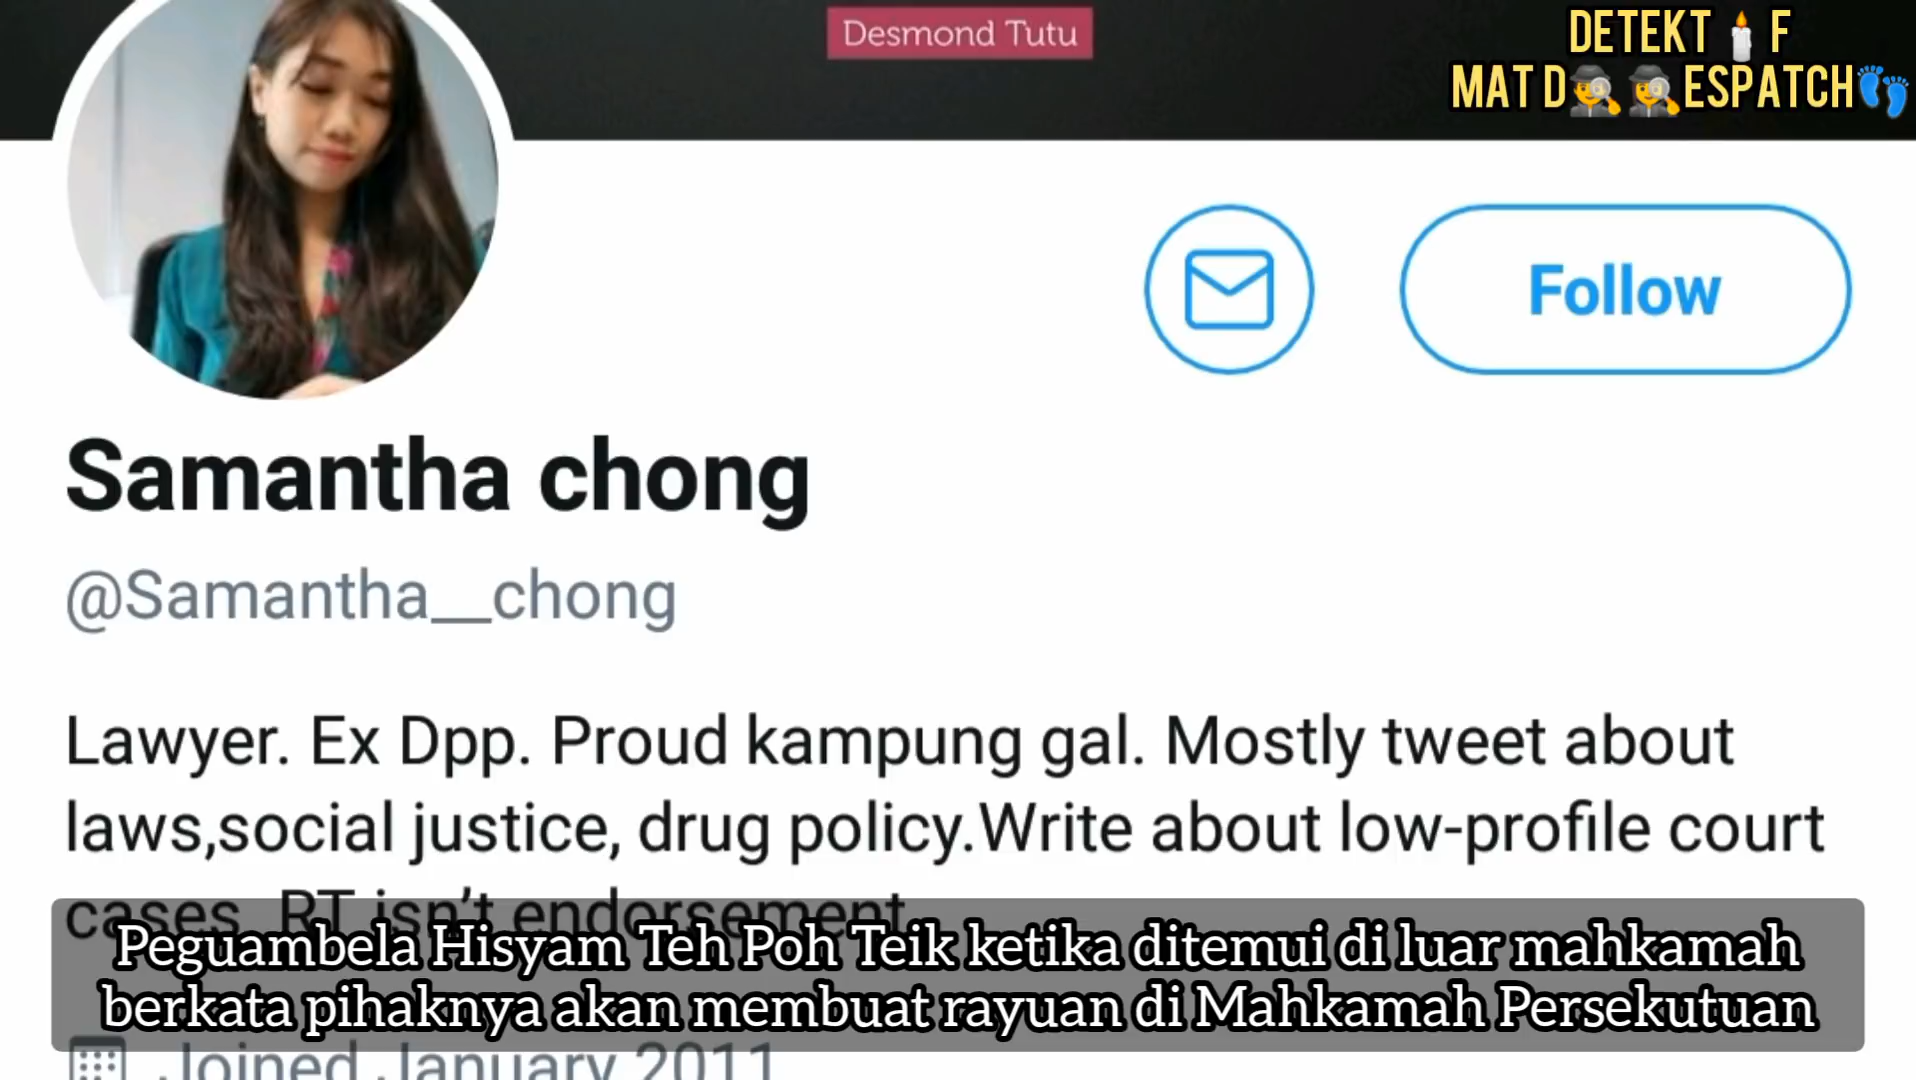 Desmond Tutu
DETEKT🕯️F
MAT D🕵️🕵️ESPATCH👣
Follow
Samantha chong
@Samantha__chong
Lawyer. Ex Dpp. Proud kampung gal. Mostly tweet about
laws,social justice, drug policy.Write about low-profile court
cases. RT isn't endorsement
Peguambela Hisyam Teh Poh Teik ketika ditemui di luar mahkamah
berkata pihaknya akan membuat rayuan di Mahkamah Persekutuan
Joined January 2011